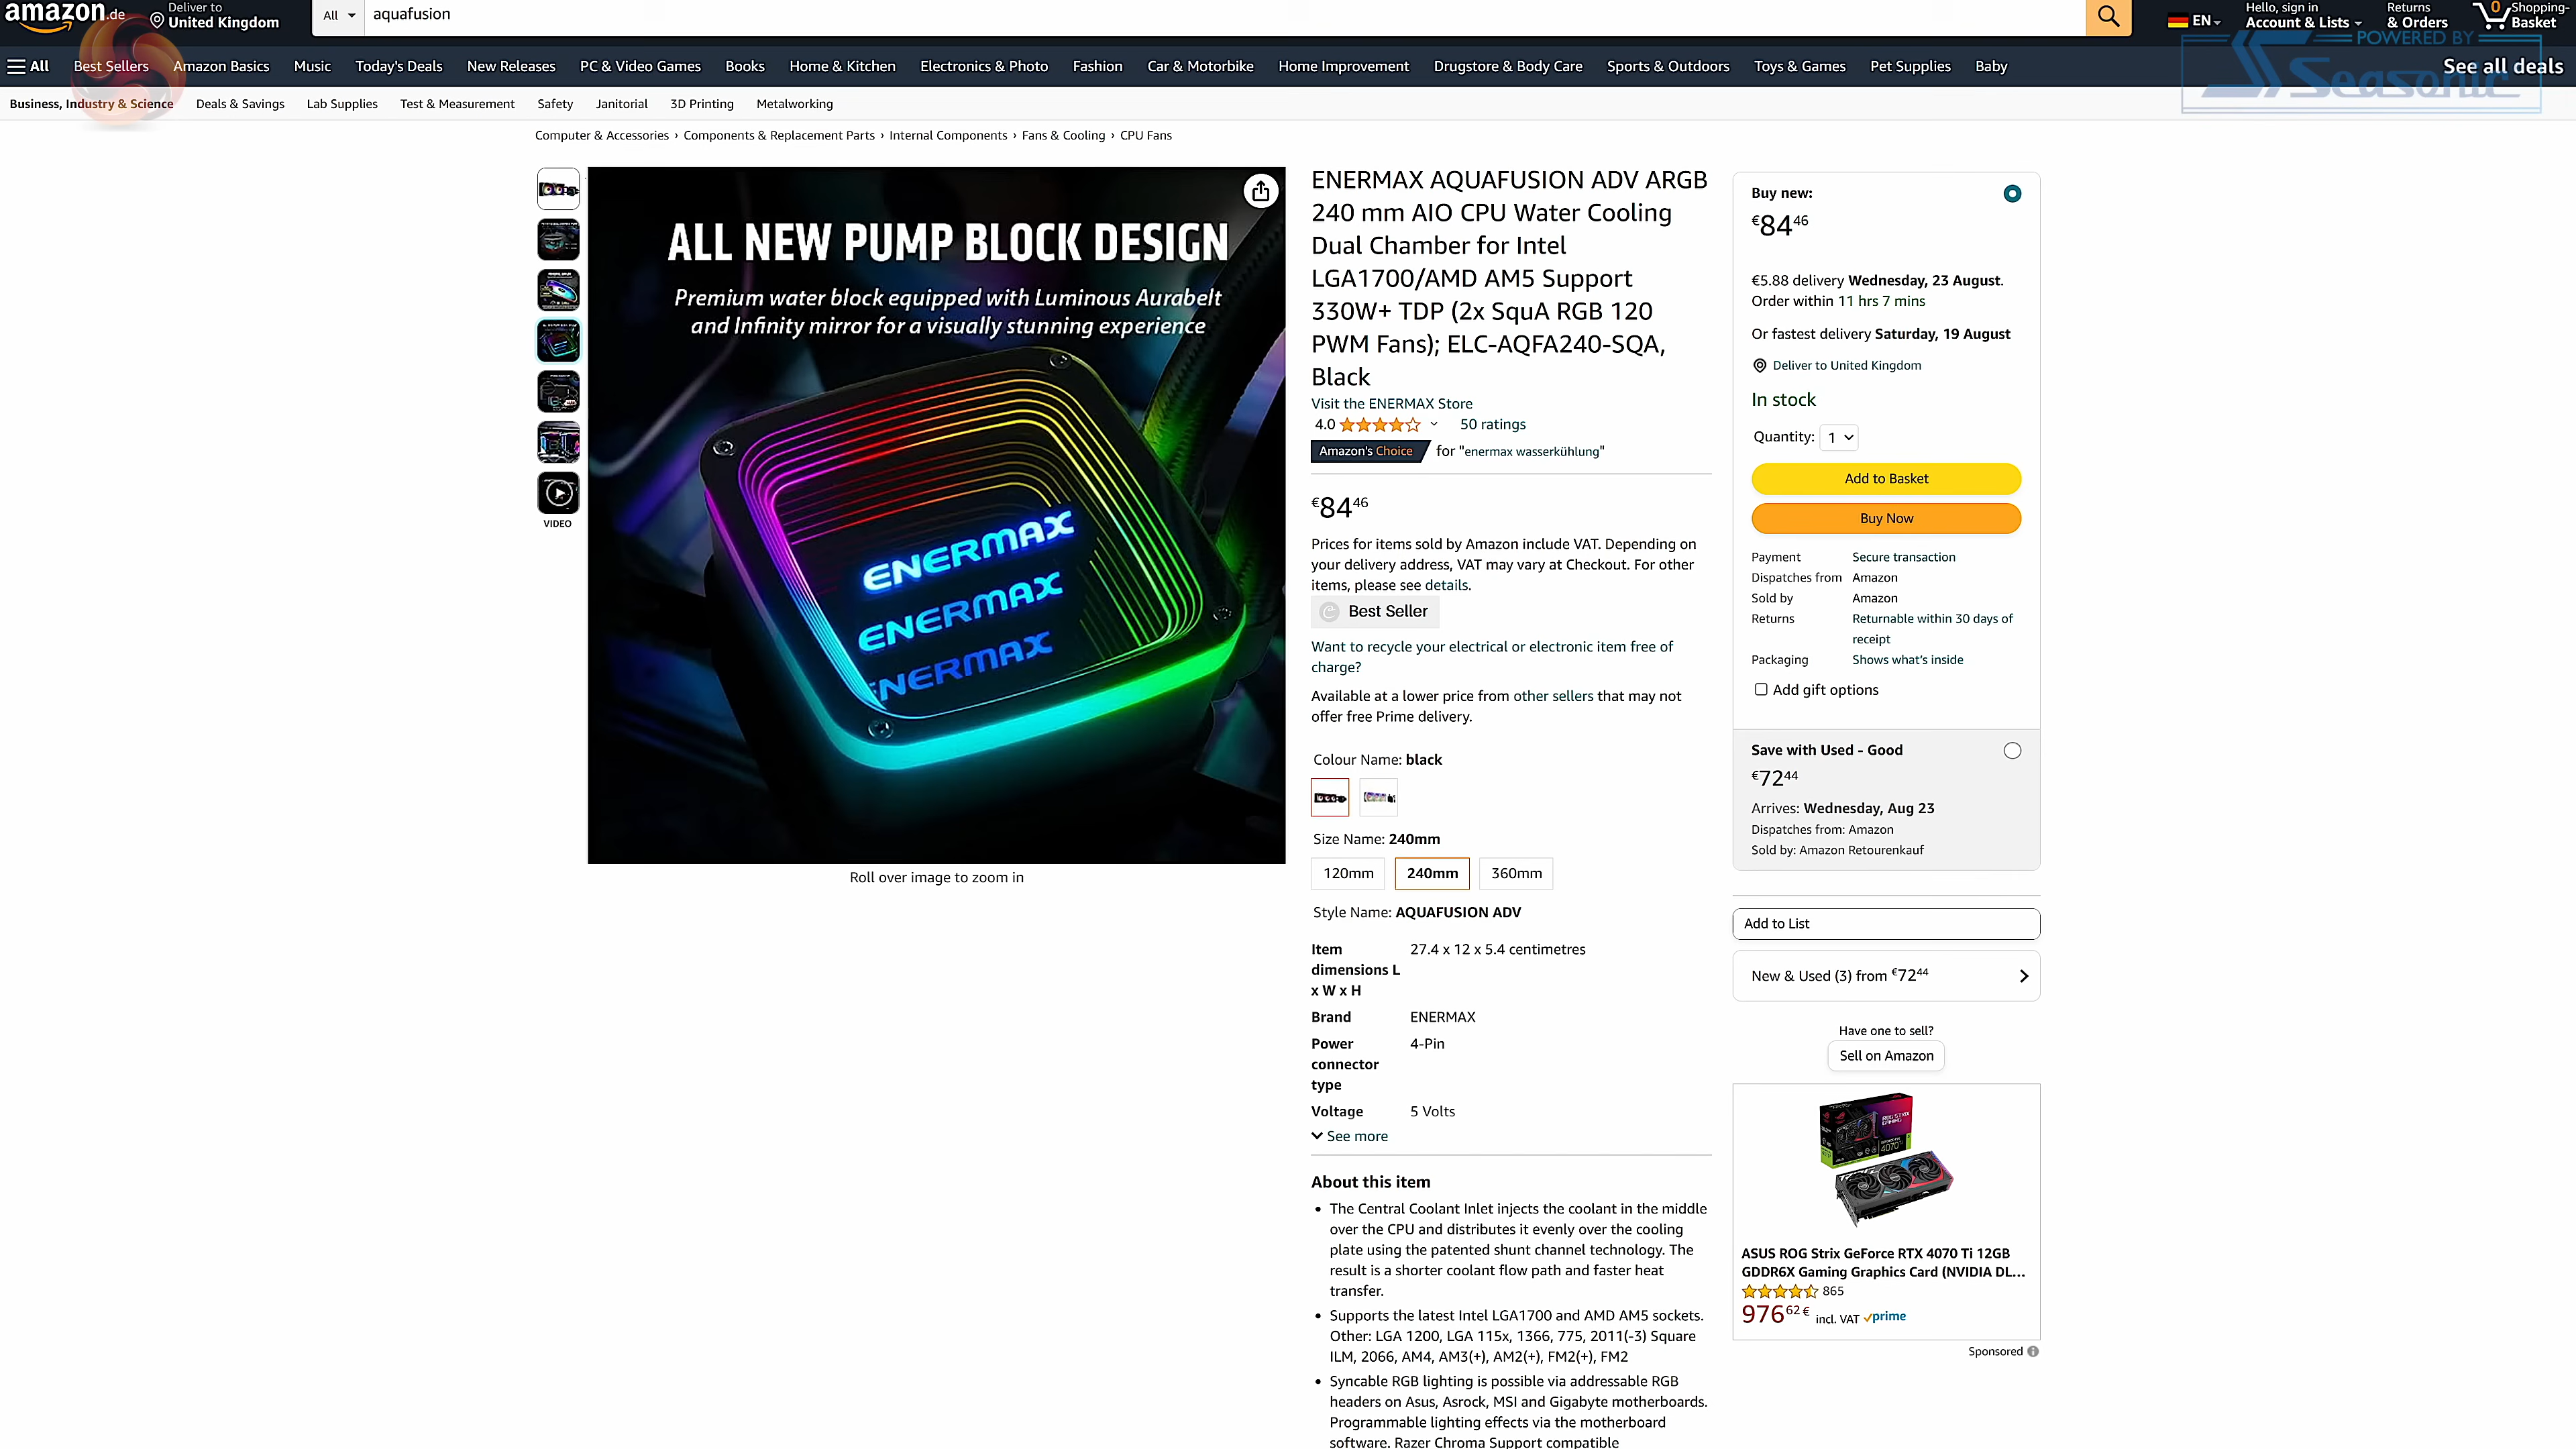 amazon.de
Deliver to
United Kingdom
All
aquafusion
EN
Hello, sign in
Account & Lists
Returns
& Orders
0
Shopping-
Basket
POWERED BY
Seasonic
All
Best Sellers
Amazon Basics
Music
Today's Deals
New Releases
PC & Video Games
Books
Home & Kitchen
Electronics & Photo
Fashion
Car & Motorbike
Home Improvement
Drugstore & Body Care
Sports & Outdoors
Toys & Games
Pet Supplies
Baby
See all deals
Business, Industry & Science
Deals & Savings
Lab Supplies
Test & Measurement
Safety
Janitorial
3D Printing
Metalworking
Computer & Accessories › Components & Replacement Parts › Internal Components › Fans & Cooling › CPU Fans
VIDEO
ALL NEW PUMP BLOCK DESIGN
Premium water block equipped with Luminous Aurabelt
and Infinity mirror for a visually stunning experience
ENERMAX
ENERMAX
ENERMAX
Roll over image to zoom in
ENERMAX AQUAFUSION ADV ARGB
240 mm AIO CPU Water Cooling
Dual Chamber for Intel
LGA1700/AMD AM5 Support
330W+ TDP (2x SquA RGB 120
PWM Fans); ELC-AQFA240-SQA,
Black
Visit the ENERMAX Store
4.0
50 ratings
Amazon's Choice for "enermax wasserkühlung"
€84 46
Prices for items sold by Amazon include VAT. Depending on
your delivery address, VAT may vary at Checkout. For other
items, please see details.
Best Seller
Want to recycle your electrical or electronic item free of
charge?
Available at a lower price from other sellers that may not
offer free Prime delivery.
Colour Name: black
Size Name: 240mm
120mm
240mm
360mm
Style Name: AQUAFUSION ADV
Item
dimensions L
x W x H
27.4 x 12 x 5.4 centimetres
Brand
ENERMAX
Power
connector
type
4-Pin
Voltage
5 Volts
See more
About this item
• The Central Coolant Inlet injects the coolant in the middle
over the CPU and distributes it evenly over the cooling
plate using the patented shunt channel technology. The
result is a shorter coolant flow path and faster heat
transfer.
• Supports the latest Intel LGA1700 and AMD AM5 sockets.
Other: LGA 1200, LGA 115x, 1366, 775, 2011(-3) Square
ILM, 2066, AM4, AM3(+), AM2(+), FM2(+), FM2
• Syncable RGB lighting is possible via addressable RGB
headers on Asus, Asrock, MSI and Gigabyte motherboards.
Programmable lighting effects via the motherboard
software. Razer Chroma Support compatible
Buy new:
€84 46
€5.88 delivery Wednesday, 23 August.
Order within 11 hrs 7 mins
Or fastest delivery Saturday, 19 August
Deliver to United Kingdom
In stock
Quantity: 1
Add to Basket
Buy Now
Payment
Secure transaction
Dispatches from
Amazon
Sold by
Amazon
Returns
Returnable within 30 days of
receipt
Packaging
Shows what's inside
Add gift options
Save with Used - Good
€72 44
Arrives: Wednesday, Aug 23
Dispatches from: Amazon
Sold by: Amazon Retourenkauf
Add to List
New & Used (3) from €72 44
Have one to sell?
Sell on Amazon
ASUS ROG Strix GeForce RTX 4070 Ti 12GB
GDDR6X Gaming Graphics Card (NVIDIA DL...
865
976 62 € incl. VAT prime
Sponsored